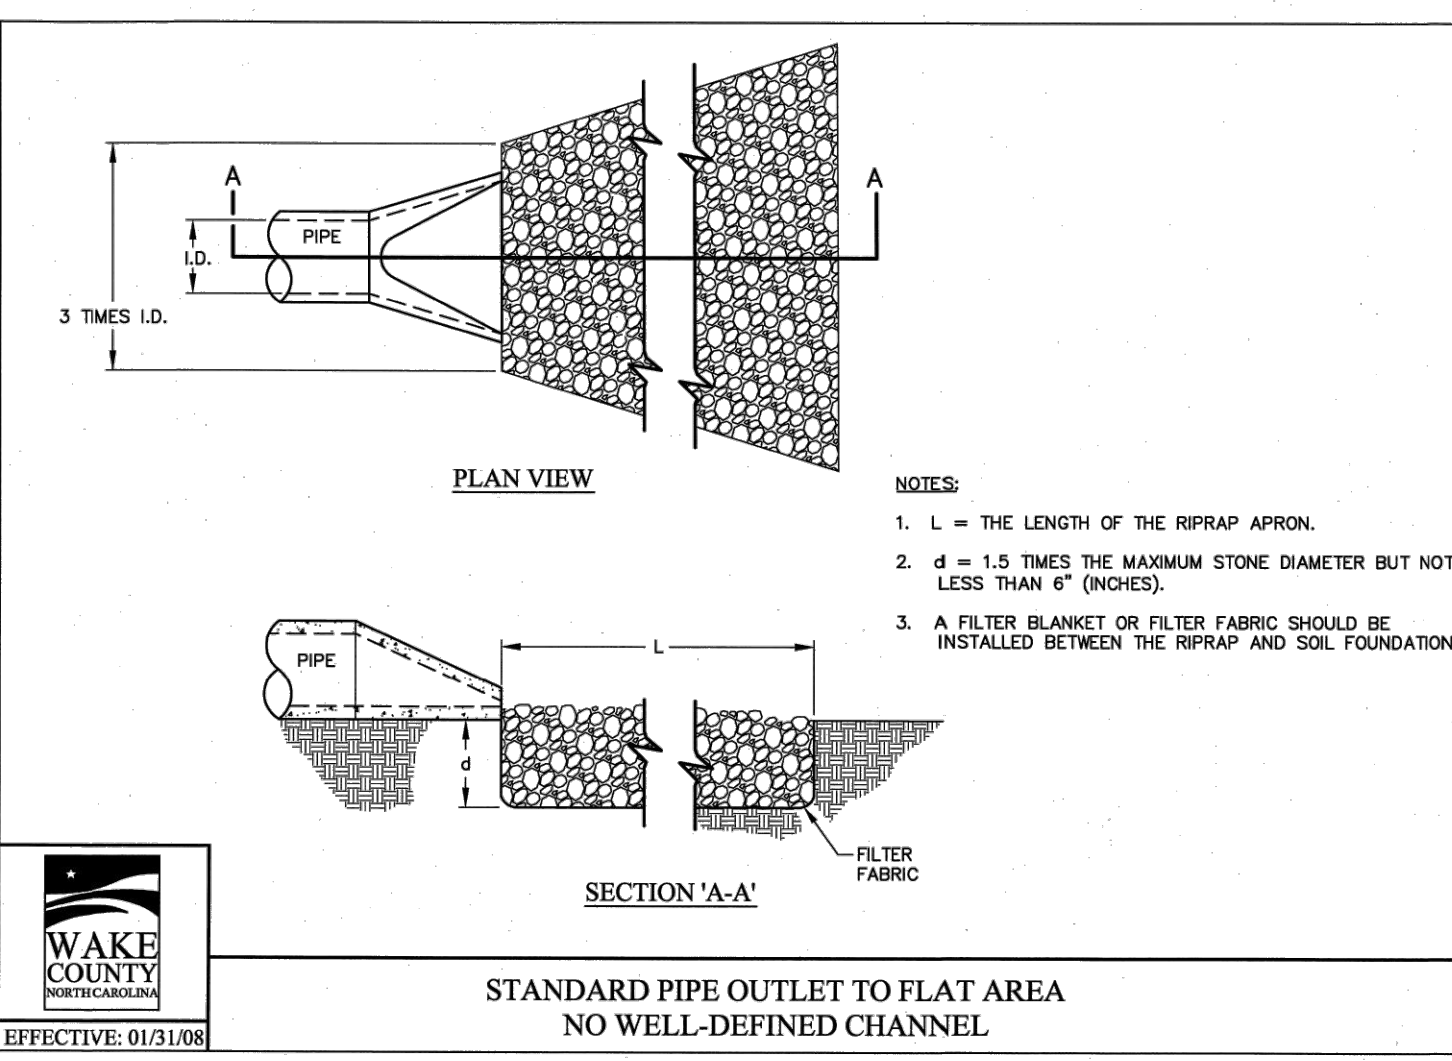 A
A
PIPE
I.D.
3 TIMES I.D.
PLAN VIEW
NOTES:
1. L = THE LENGTH OF THE RIPRAP APRON.
2. d = 1.5 TIMES THE MAXIMUM STONE DIAMETER BUT NOT
LESS THAN 6" (INCHES).
3. A FILTER BLANKET OR FILTER FABRIC SHOULD BE
INSTALLED BETWEEN THE RIPRAP AND SOIL FOUNDATION
L
PIPE
d
FILTER
FABRIC
SECTION 'A-A'
WAKE
COUNTY
NORTH CAROLINA
EFFECTIVE: 01/31/08
STANDARD PIPE OUTLET TO FLAT AREA
NO WELL-DEFINED CHANNEL